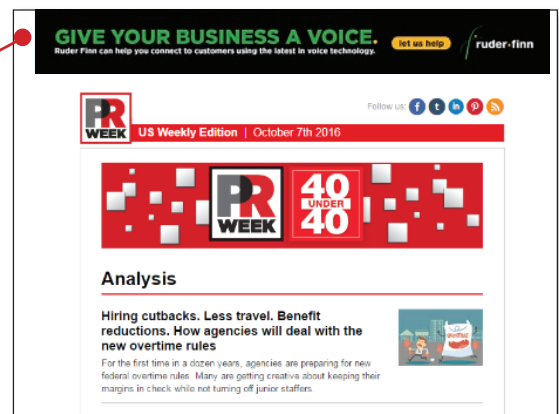 GIVE YOUR BUSINESS A VOICE.
Ruder Finn can help you connect to customers using the latest in voice technology.
let us help
ruder·finn
Follow us:
PR
WEEK
US Weekly Edition | October 7th 2016
PR
WEEK
40
UNDER
40
Analysis
Hiring cutbacks. Less travel. Benefit
reductions. How agencies will deal with the
new overtime rules
For the first time in a dozen years, agencies are preparing for new
federal overtime rules. Many are getting creative about keeping their
margins in check while not turning off junior staffers.